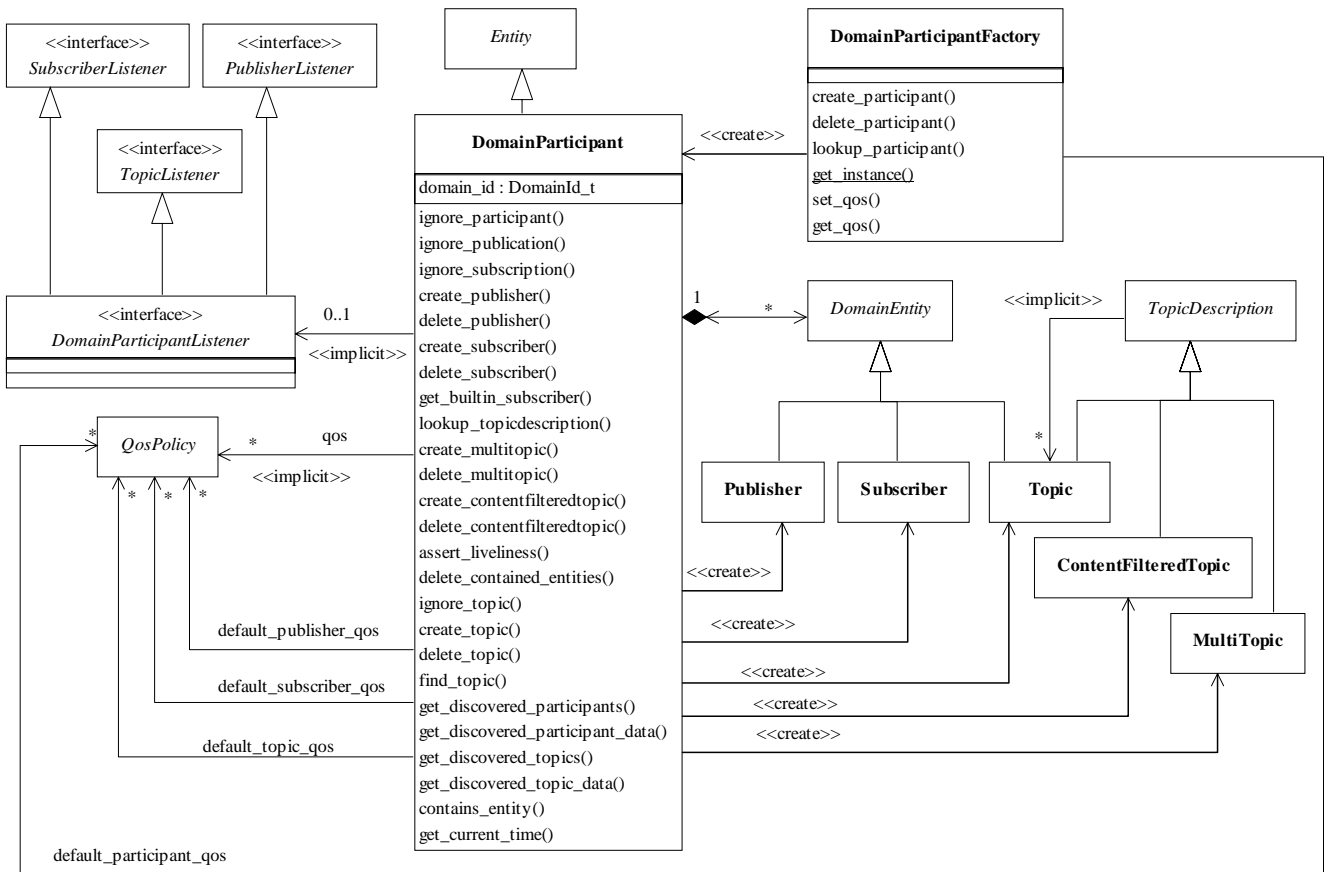 <<interface>>
SubscriberListener
<<interface>>
PublisherListener
<<interface>>
TopicListener
<<interface>>
DomainParticipantListener
Entity
DomainParticipant
domain_id : DomainId_t
ignore_participant()
ignore_publication()
ignore_subscription()
create_publisher()
delete_publisher()
create_subscriber()
delete_subscriber()
get_builtin_subscriber()
lookup_topicdescription()
create_multitopic()
delete_multitopic()
create_contentfilteredtopic()
delete_contentfilteredtopic()
assert_liveliness()
delete_contained_entities()
ignore_topic()
create_topic()
delete_topic()
find_topic()
get_discovered_participants()
get_discovered_participant_data()
get_discovered_topics()
get_discovered_topic_data()
contains_entity()
get_current_time()
<<create>>
DomainParticipantFactory
create_participant()
delete_participant()
lookup_participant()
get_instance()
set_qos()
get_qos()
0..1
<<implicit>>
QosPolicy
*
*
qos
<<implicit>>
*
*
*
default_publisher_qos
default_subscriber_qos
default_topic_qos
default_participant_qos
1
*
DomainEntity
<<implicit>>
TopicDescription
*
Publisher
Subscriber
Topic
ContentFilteredTopic
MultiTopic
<<create>>
<<create>>
<<create>>
<<create>>
<<create>>